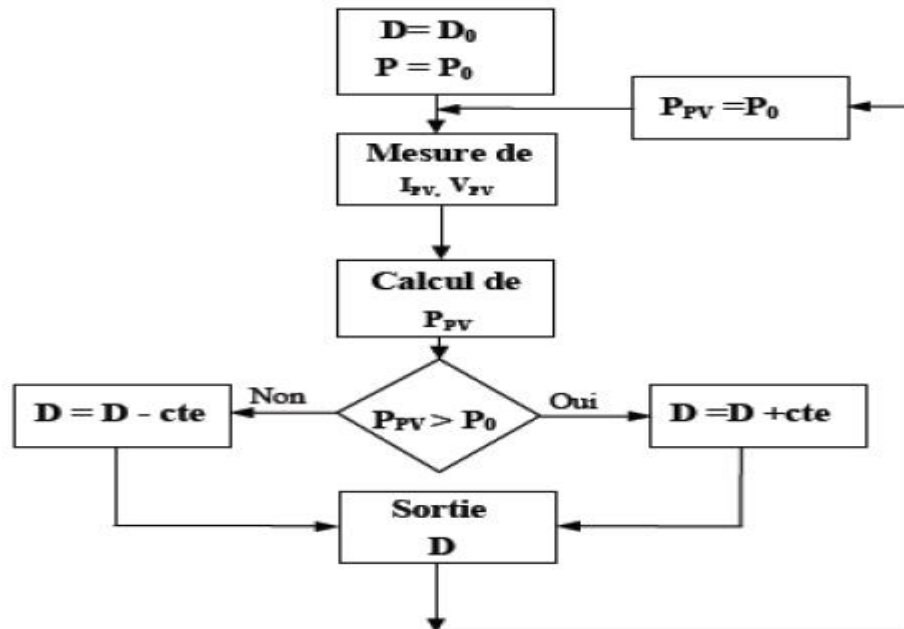 D= D₀
P = P₀
P_PV =P₀
Mesure de
I_PV, V_PV
Calcul de
P_PV
Non
Oui
D = D - cte
P_PV > P₀
D =D +cte
Sortie
D